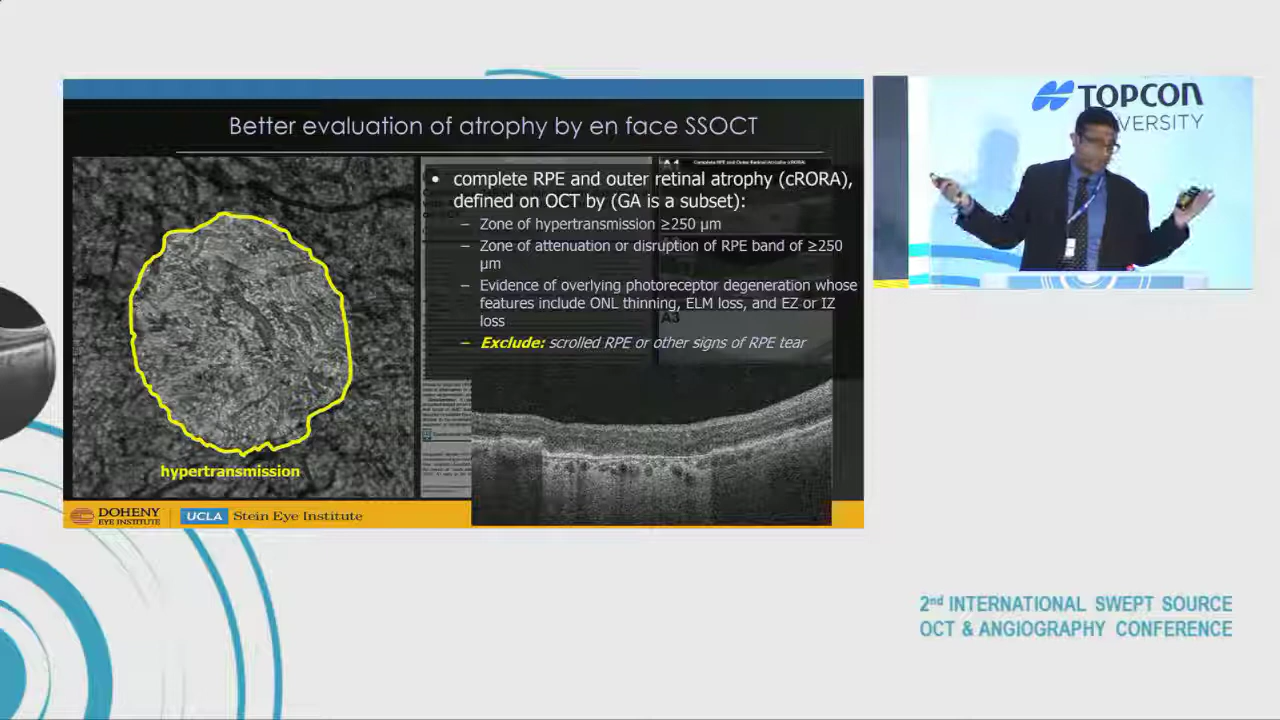 Better evaluation of atrophy by en face SSOCT
• complete RPE and outer retinal atrophy (cRORA),
defined on OCT by (GA is a subset):
– Zone of hypertransmission ≥250 µm
– Zone of attenuation or disruption of RPE band of ≥250
µm
– Evidence of overlying photoreceptor degeneration whose
features include ONL thinning, ELM loss, and EZ or IZ
loss
– Exclude: scrolled RPE or other signs of RPE tear
A3
hypertransmission
DOHENY
EYE INSTITUTE
UCLA Stein Eye Institute
TOPCON
VERSITY
2nd INTERNATIONAL SWEPT SOURCE
OCT & ANGIOGRAPHY CONFERENCE